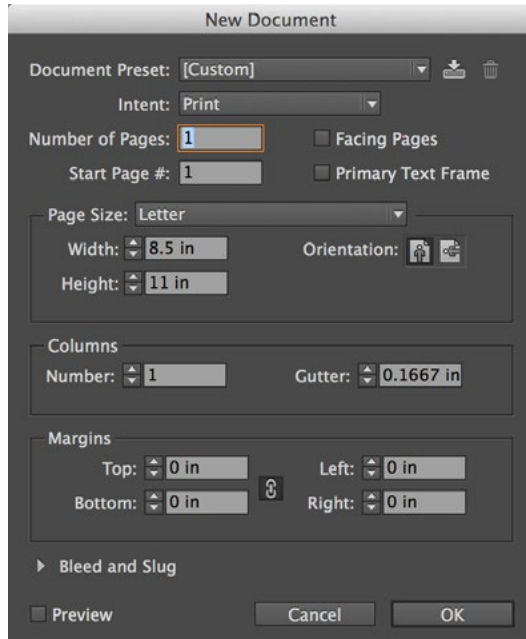 New Document
Document Preset: [Custom]
Intent: Print
Number of Pages: 1 Facing Pages
Start Page #: 1 Primary Text Frame
Page Size: Letter
Width: 8.5 in Orientation:
Height: 11 in
Columns
Number: 1 Gutter: 0.1667 in
Margins
Top: 0 in Left: 0 in
Bottom: 0 in Right: 0 in
Bleed and Slug
Preview Cancel OK